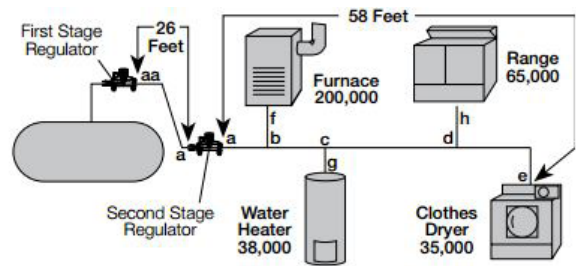 First Stage
Regulator
26
Feet
58 Feet
aa
Furnace
200,000
Range
65,000
f
h
a
a
b
c
d
g
e
Second Stage
Regulator
Water
Heater
38,000
Clothes
Dryer
35,000